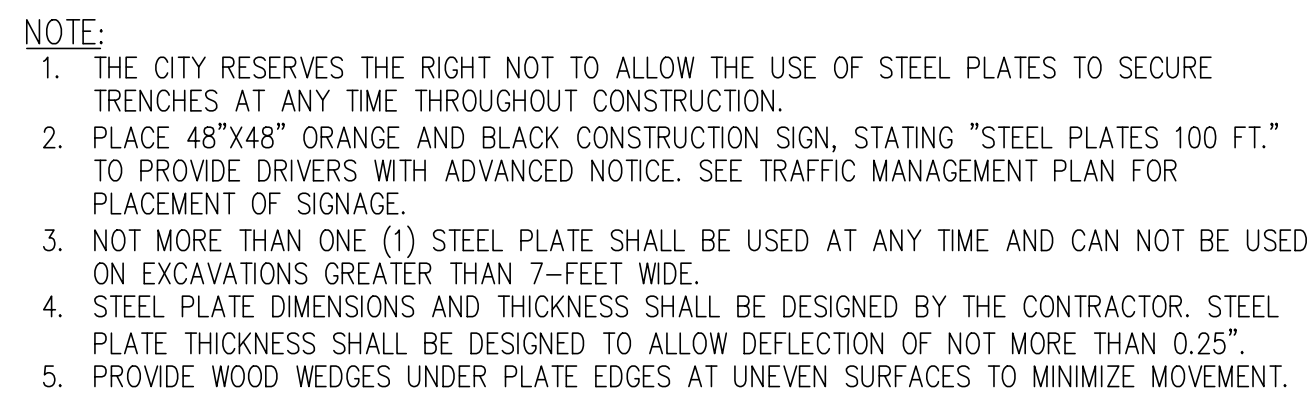 NOTE:
1. THE CITY RESERVES THE RIGHT NOT TO ALLOW THE USE OF STEEL PLATES TO SECURE
TRENCHES AT ANY TIME THROUGHOUT CONSTRUCTION.
2. PLACE 48"X48" ORANGE AND BLACK CONSTRUCTION SIGN, STATING "STEEL PLATES 100 FT."
TO PROVIDE DRIVERS WITH ADVANCED NOTICE. SEE TRAFFIC MANAGEMENT PLAN FOR
PLACEMENT OF SIGNAGE.
3. NOT MORE THAN ONE (1) STEEL PLATE SHALL BE USED AT ANY TIME AND CAN NOT BE USED
ON EXCAVATIONS GREATER THAN 7-FEET WIDE.
4. STEEL PLATE DIMENSIONS AND THICKNESS SHALL BE DESIGNED BY THE CONTRACTOR. STEEL
PLATE THICKNESS SHALL BE DESIGNED TO ALLOW DEFLECTION OF NOT MORE THAN 0.25".
5. PROVIDE WOOD WEDGES UNDER PLATE EDGES AT UNEVEN SURFACES TO MINIMIZE MOVEMENT.